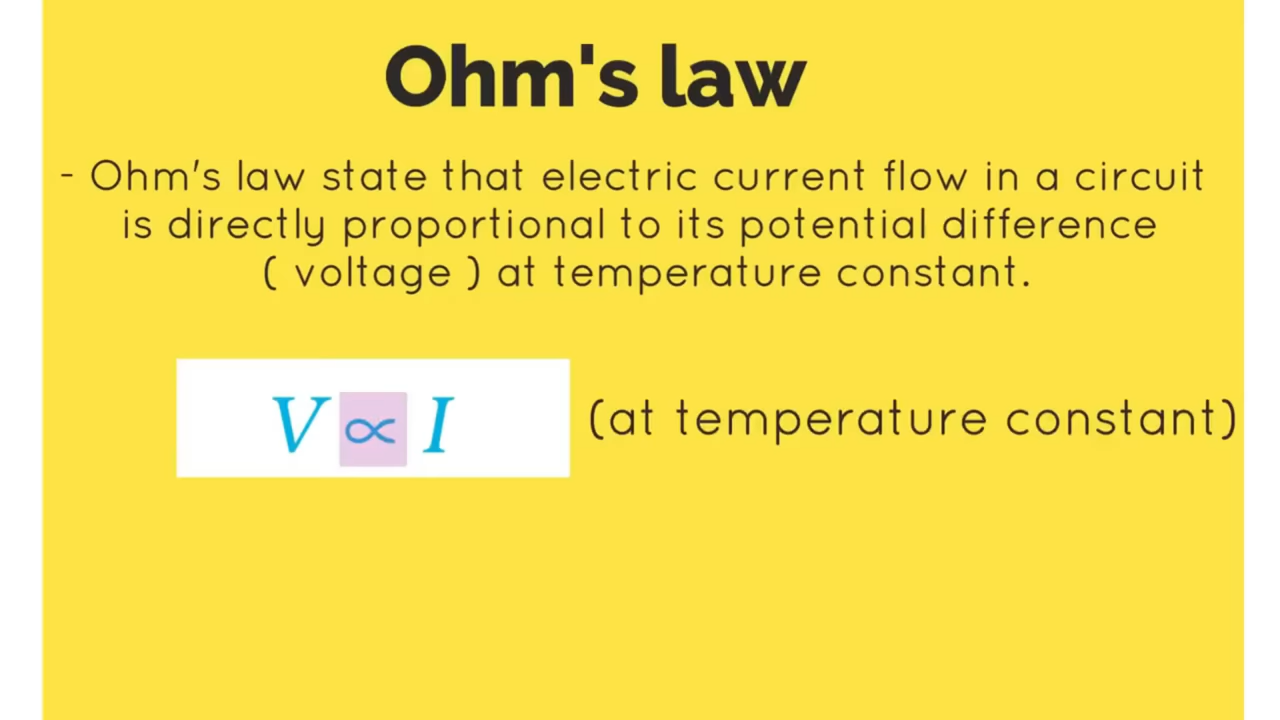 Ohm's law
- Ohm's law state that electric current flow in a circuit
is directly proportional to its potential difference
( voltage ) at temperature constant.
V ∝ I (at temperature constant)